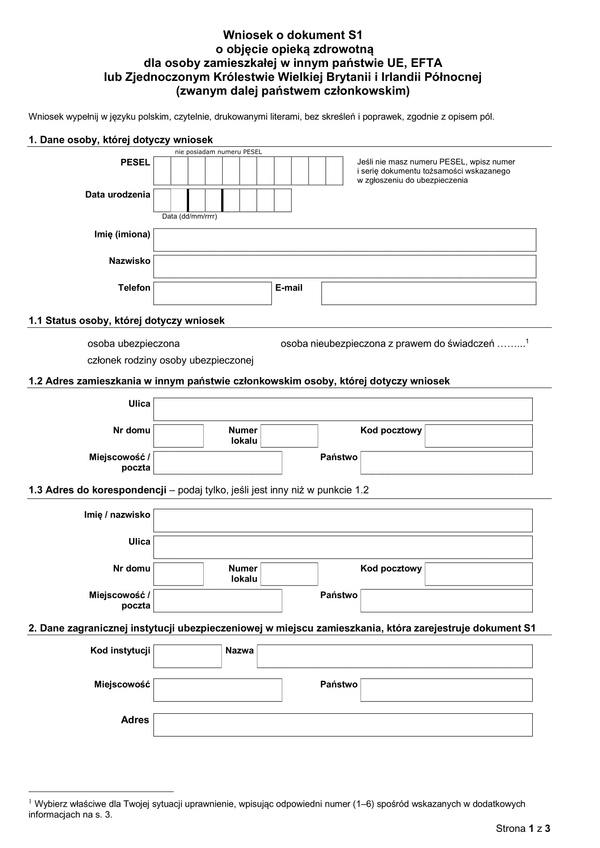 Wniosek o dokument S1
o objęcie opieką zdrowotną
dla osoby zamieszkałej w innym państwie UE, EFTA
lub Zjednoczonym Królestwie Wielkiej Brytanii i Irlandii Północnej
(zwanym dalej państwem członkowskim)
Wniosek wypełnij w języku polskim, czytelnie, drukowanymi literami, bez skreśleń i poprawek, zgodnie z opisem pól.
1. Dane osoby, której dotyczy wniosek
nie posiadam numeru PESEL
PESEL
Jeśli nie masz numeru PESEL, wpisz numer
i serię dokumentu tożsamości wskazanego
w zgłoszeniu do ubezpieczenia
Data urodzenia
Data (dd/mm/rrrr)
Imię (imiona)
Nazwisko
Telefon E-mail
1.1 Status osoby, której dotyczy wniosek
osoba ubezpieczona osoba nieubezpieczona z prawem do świadczeń ……...1
członek rodziny osoby ubezpieczonej
1.2 Adres zamieszkania w innym państwie członkowskim osoby, której dotyczy wniosek
Ulica
Nr domu Numer lokalu Kod pocztowy
Miejscowość / poczta Państwo
1.3 Adres do korespondencji – podaj tylko, jeśli jest inny niż w punkcie 1.2
Imię / nazwisko
Ulica
Nr domu Numer lokalu Kod pocztowy
Miejscowość / poczta Państwo
2. Dane zagranicznej instytucji ubezpieczeniowej w miejscu zamieszkania, która zarejestruje dokument S1
Kod instytucji Nazwa
Miejscowość Państwo
Adres
1 Wybierz właściwe dla Twojej sytuacji uprawnienie, wpisując odpowiedni numer (1–6) spośród wskazanych w dodatkowych
informacjach na s. 3.
Strona 1 z 3